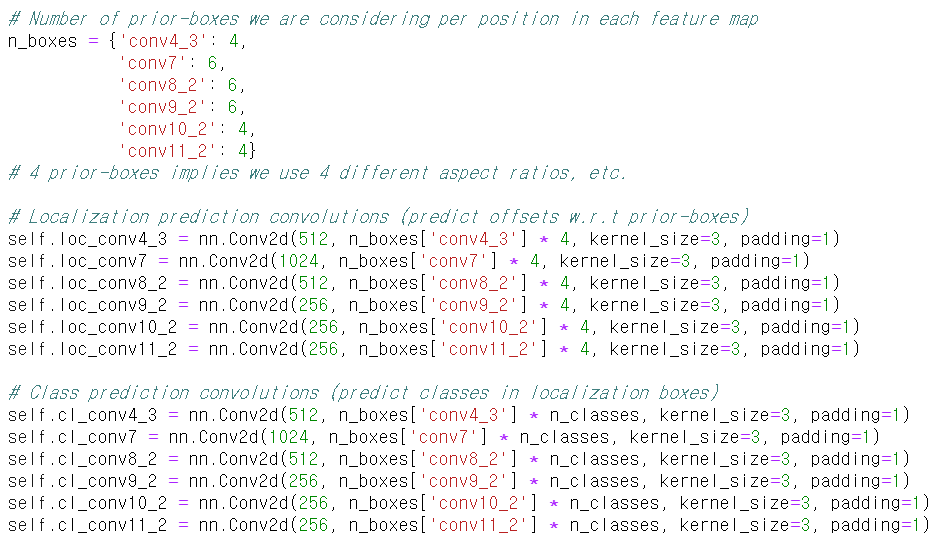 # Number of prior-boxes we are considering per position in each feature map
n_boxes = {'conv4_3': 4,
           'conv7': 6,
           'conv8_2': 6,
           'conv9_2': 6,
           'conv10_2': 4,
           'conv11_2': 4}
# 4 prior-boxes implies we use 4 different aspect ratios, etc.

# Localization prediction convolutions (predict offsets w.r.t prior-boxes)
self.loc_conv4_3 = nn.Conv2d(512, n_boxes['conv4_3'] * 4, kernel_size=3, padding=1)
self.loc_conv7 = nn.Conv2d(1024, n_boxes['conv7'] * 4, kernel_size=3, padding=1)
self.loc_conv8_2 = nn.Conv2d(512, n_boxes['conv8_2'] * 4, kernel_size=3, padding=1)
self.loc_conv9_2 = nn.Conv2d(256, n_boxes['conv9_2'] * 4, kernel_size=3, padding=1)
self.loc_conv10_2 = nn.Conv2d(256, n_boxes['conv10_2'] * 4, kernel_size=3, padding=1)
self.loc_conv11_2 = nn.Conv2d(256, n_boxes['conv11_2'] * 4, kernel_size=3, padding=1)

# Class prediction convolutions (predict classes in localization boxes)
self.cl_conv4_3 = nn.Conv2d(512, n_boxes['conv4_3'] * n_classes, kernel_size=3, padding=1)
self.cl_conv7 = nn.Conv2d(1024, n_boxes['conv7'] * n_classes, kernel_size=3, padding=1)
self.cl_conv8_2 = nn.Conv2d(512, n_boxes['conv8_2'] * n_classes, kernel_size=3, padding=1)
self.cl_conv9_2 = nn.Conv2d(256, n_boxes['conv9_2'] * n_classes, kernel_size=3, padding=1)
self.cl_conv10_2 = nn.Conv2d(256, n_boxes['conv10_2'] * n_classes, kernel_size=3, padding=1)
self.cl_conv11_2 = nn.Conv2d(256, n_boxes['conv11_2'] * n_classes, kernel_size=3, padding=1)